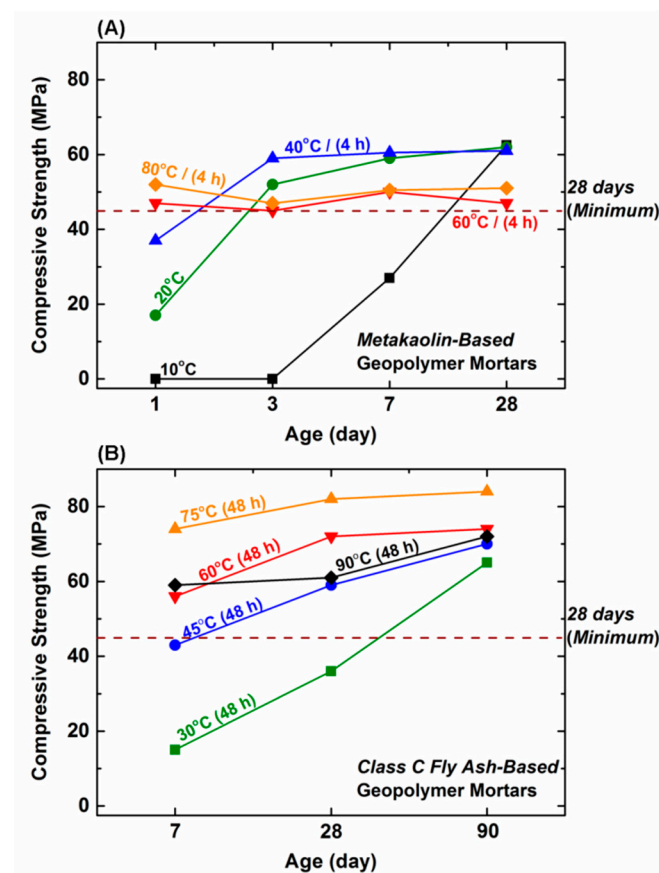 (A)
Compressive Strength (MPa)
80
60
40
20
0
40°C / (4 h)
80°C / (4 h)
28 days
(Minimum)
60°C / (4 h)
20°C
10°C
Metakaolin-Based
Geopolymer Mortars
1 3 7 28
Age (day)
(B)
Compressive Strength (MPa)
80
60
40
20
0
75°C (48 h)
60°C (48 h)
90°C (48 h)
45°C (48 h)
28 days
(Minimum)
30°C (48 h)
Class C Fly Ash-Based
Geopolymer Mortars
7 28 90
Age (day)